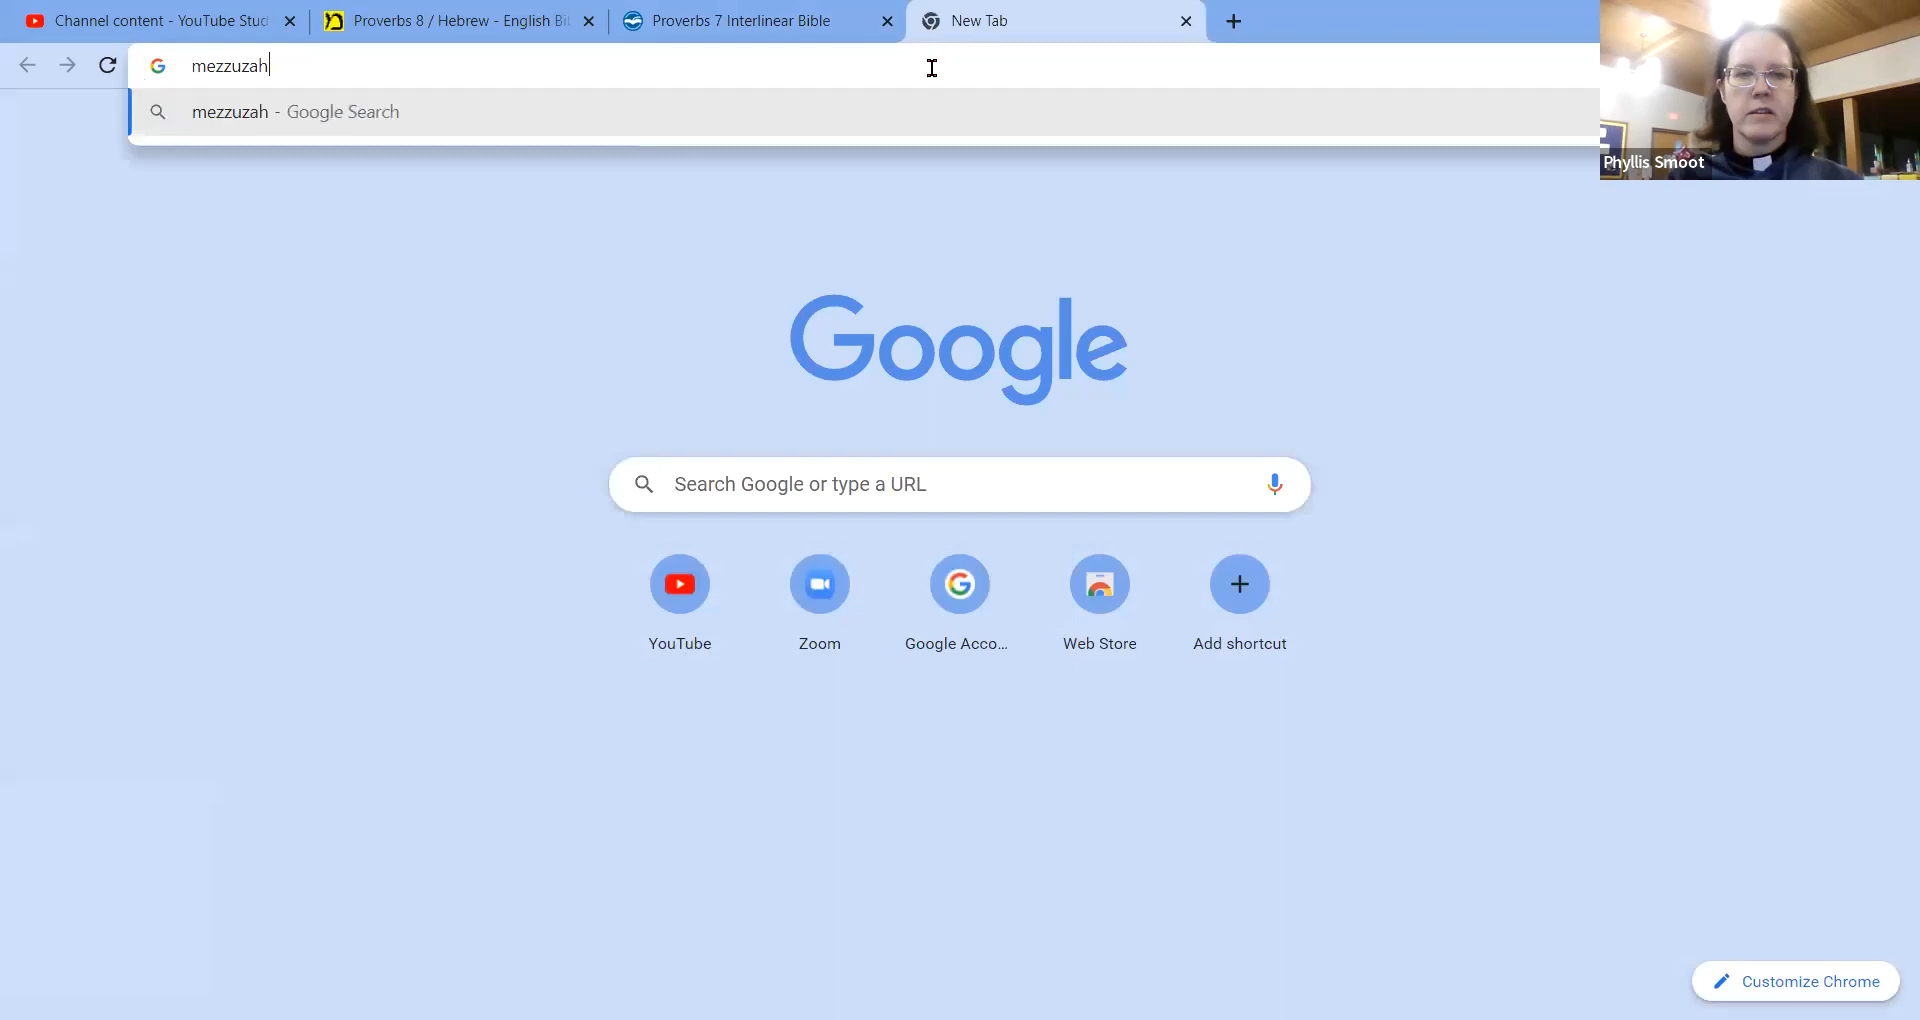 Channel content - YouTube Stud
Proverbs 8 / Hebrew - English Bi
Proverbs 7 Interlinear Bible
New Tab
mezzuzah
mezzuzah - Google Search
Phyllis Smoot
Google
Search Google or type a URL
YouTube
Zoom
Google Acco...
Web Store
Add shortcut
Customize Chrome